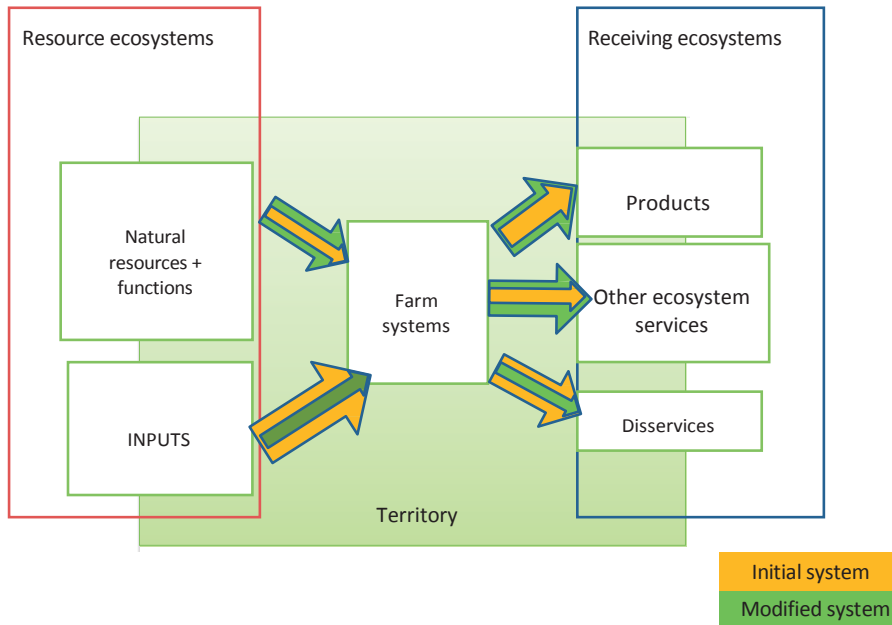 Resource ecosystems
Receiving ecosystems
Natural
resources +
functions
INPUTS
Farm
systems
Products
Other ecosystem
services
Disservices
Territory
Initial system
Modified system